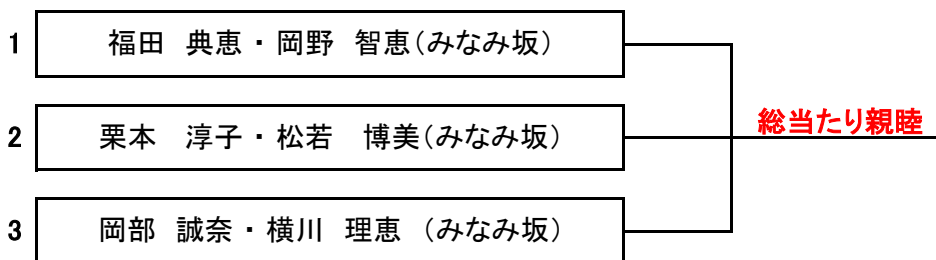 1 福田 典恵・岡野 智恵(みなみ坂)
総当たり親睦
2 栗本 淳子・松若 博美(みなみ坂)
3 岡部 誠奈・横川 理恵 (みなみ坂)